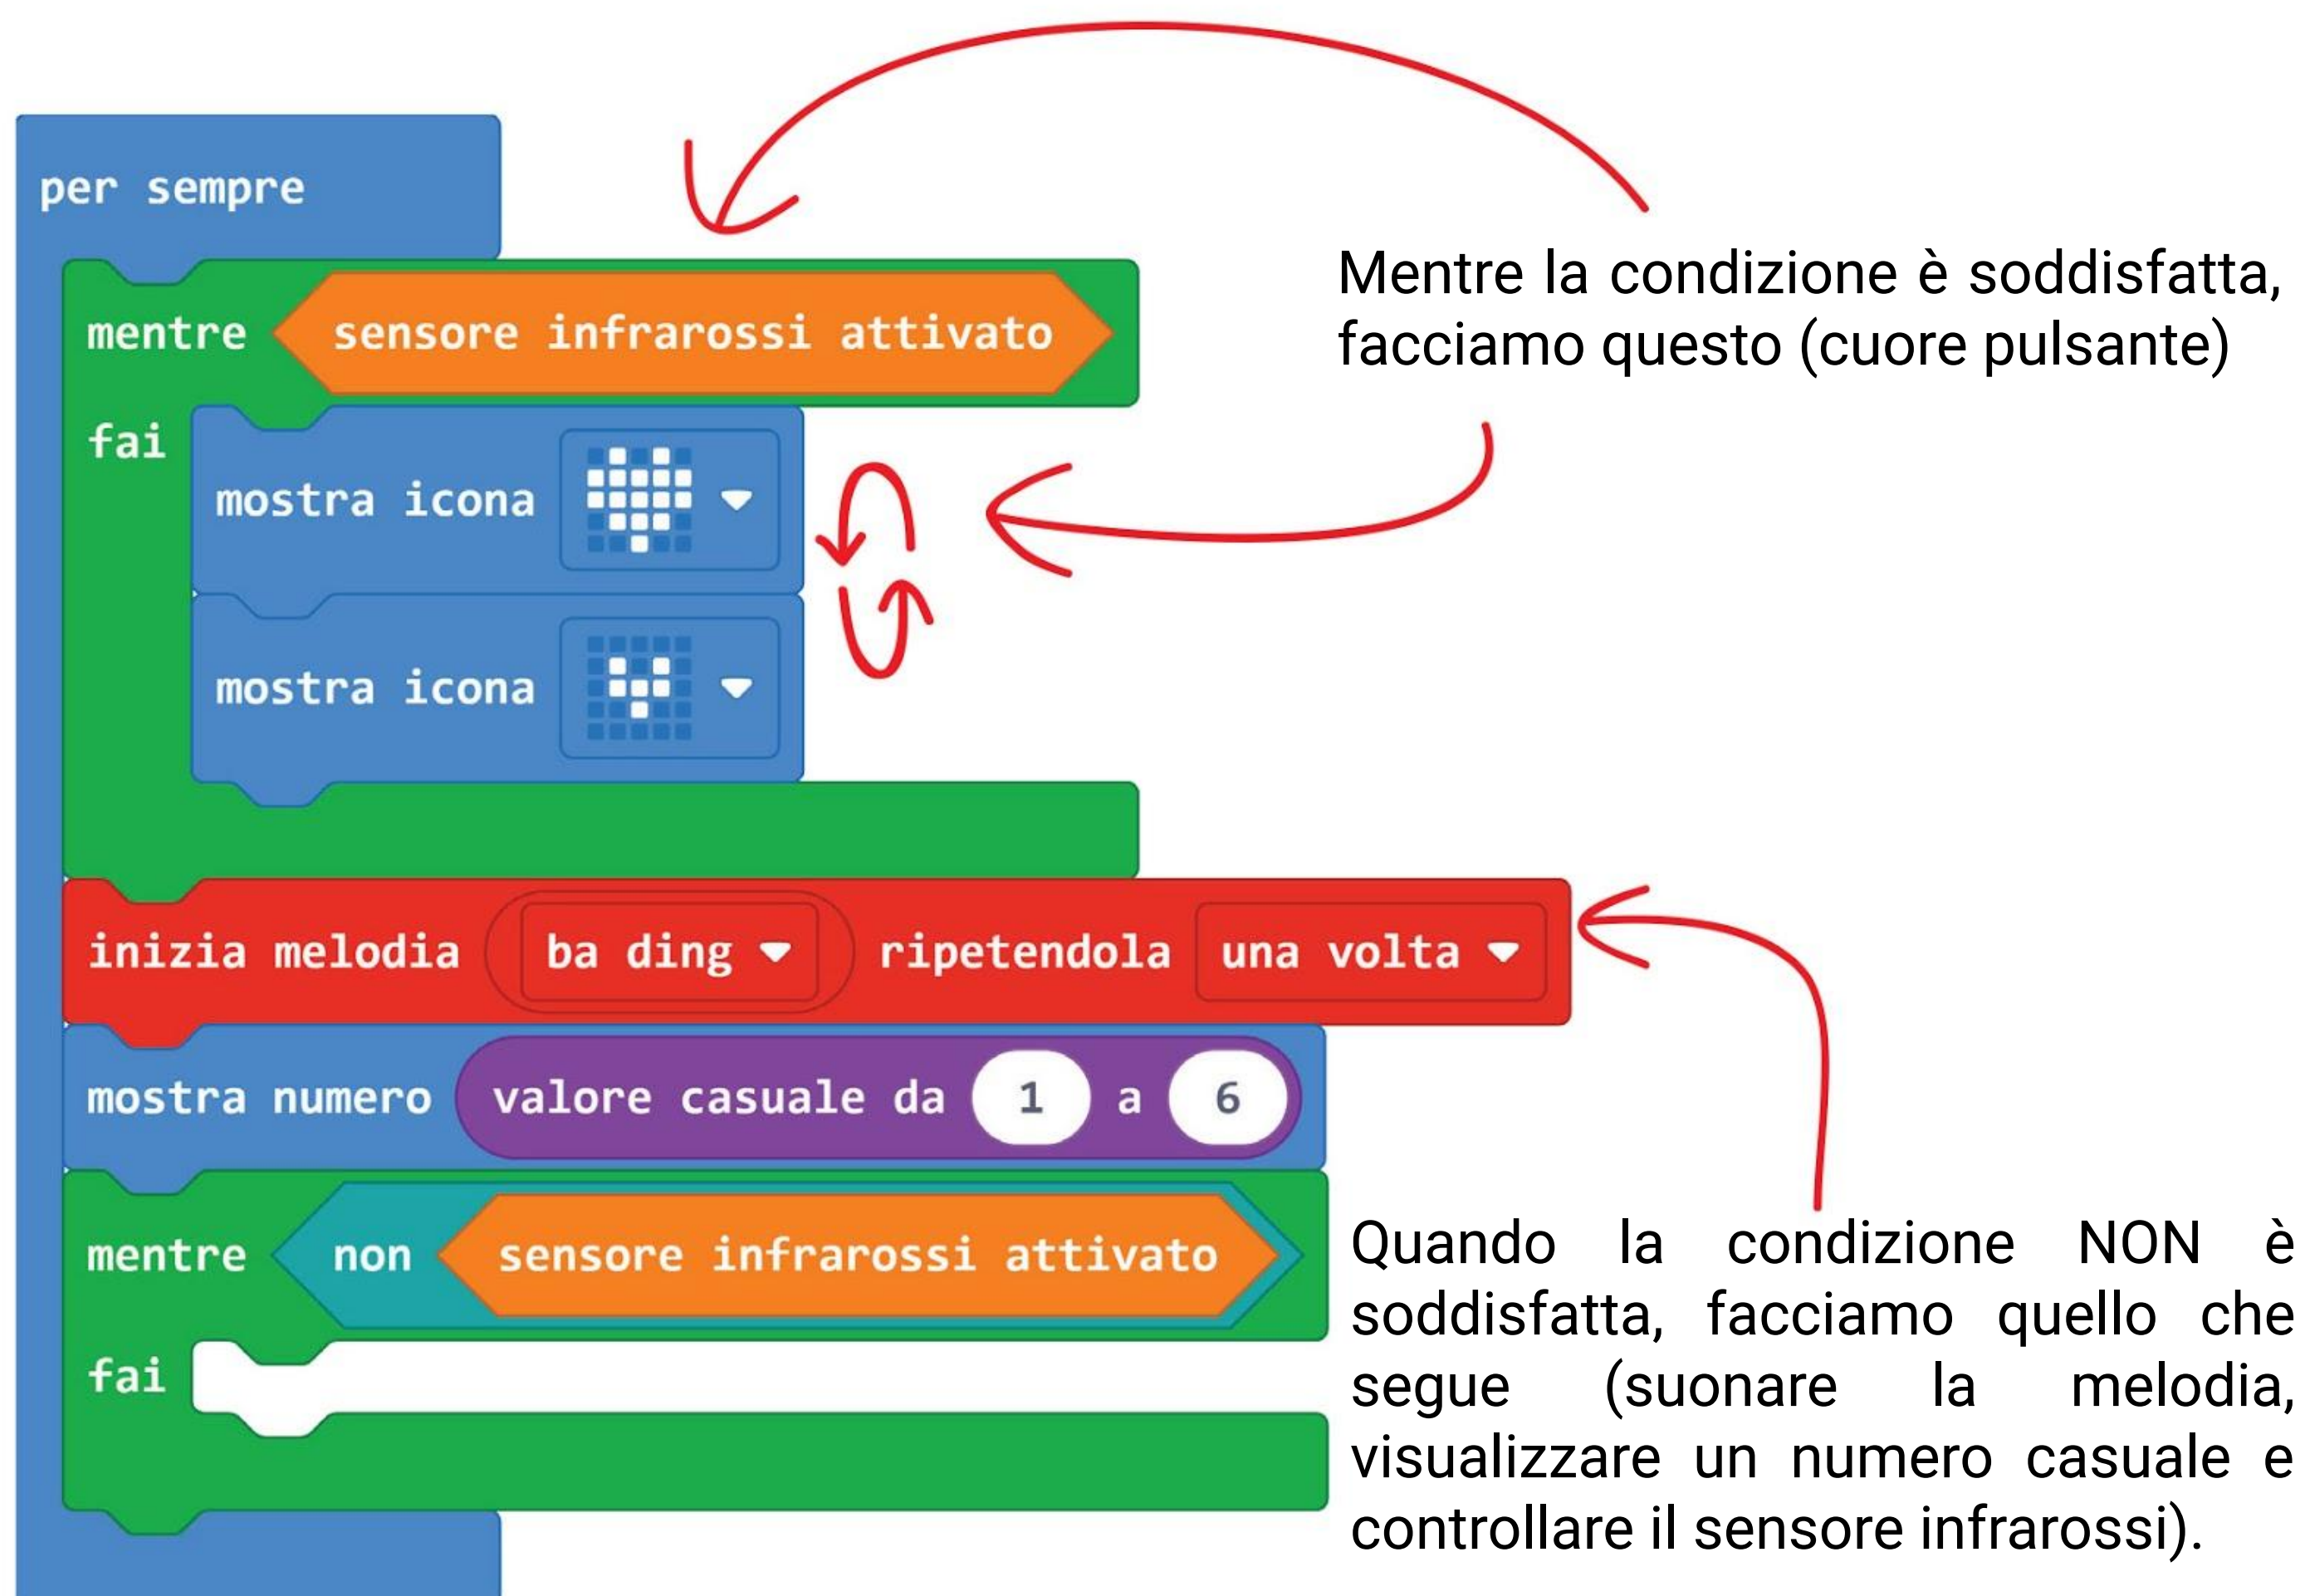 per sempre
mentre sensore infrarossi attivato
Mentre la condizione è soddisfatta,
facciamo questo (cuore pulsante)
fai
mostra icona
mostra icona
inizia melodia ba ding ripetendola una volta
mostra numero valore casuale da 1 a 6
mentre non sensore infrarossi attivato
fai
Quando la condizione NON è
soddisfatta, facciamo quello che
segue (suonare la melodia,
visualizzare un numero casuale e
controllare il sensore infrarossi).